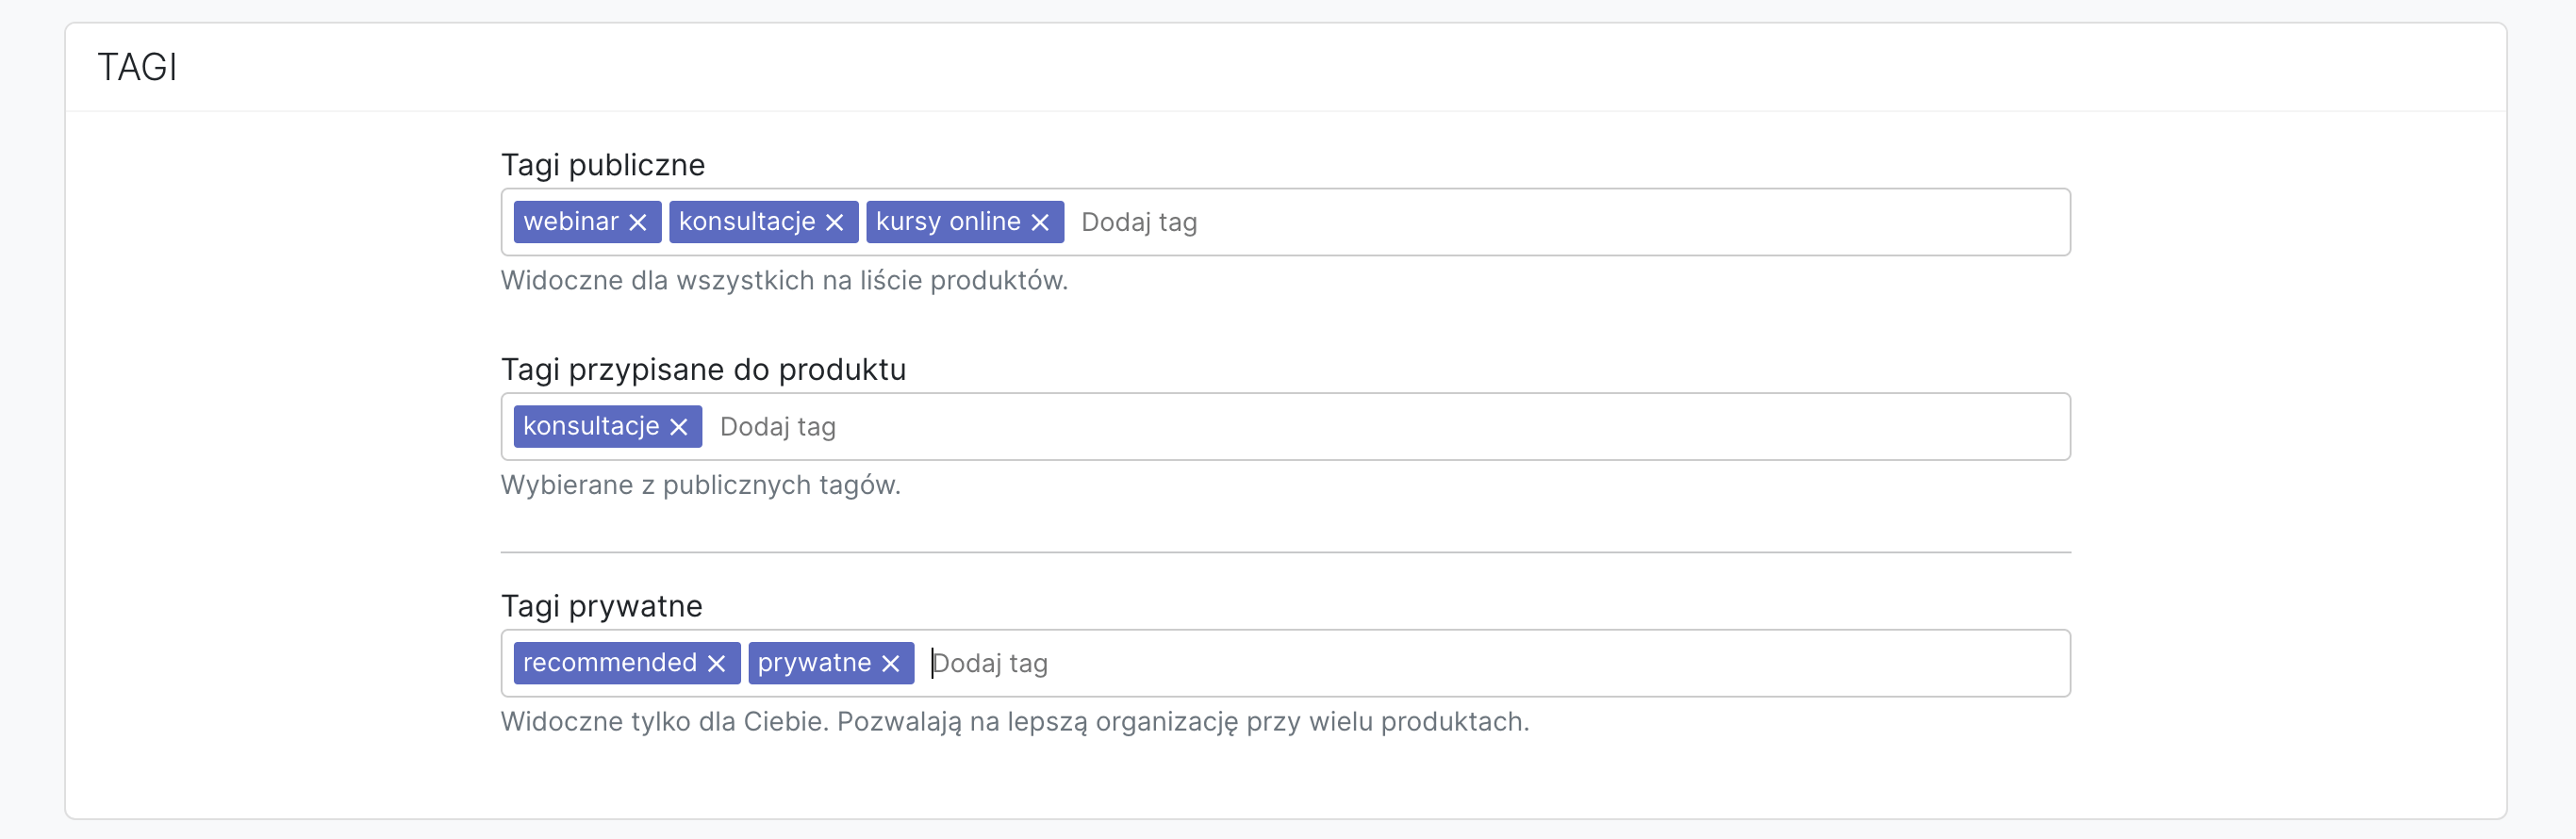 TAGI
Tagi publiczne
webinar × konsultacje × kursy online × Dodaj tag
Widoczne dla wszystkich na liście produktów.
Tagi przypisane do produktu
konsultacje × Dodaj tag
Wybierane z publicznych tagów.
Tagi prywatne
recommended × prywatne × Dodaj tag
Widoczne tylko dla Ciebie. Pozwalają na lepszą organizację przy wielu produktach.